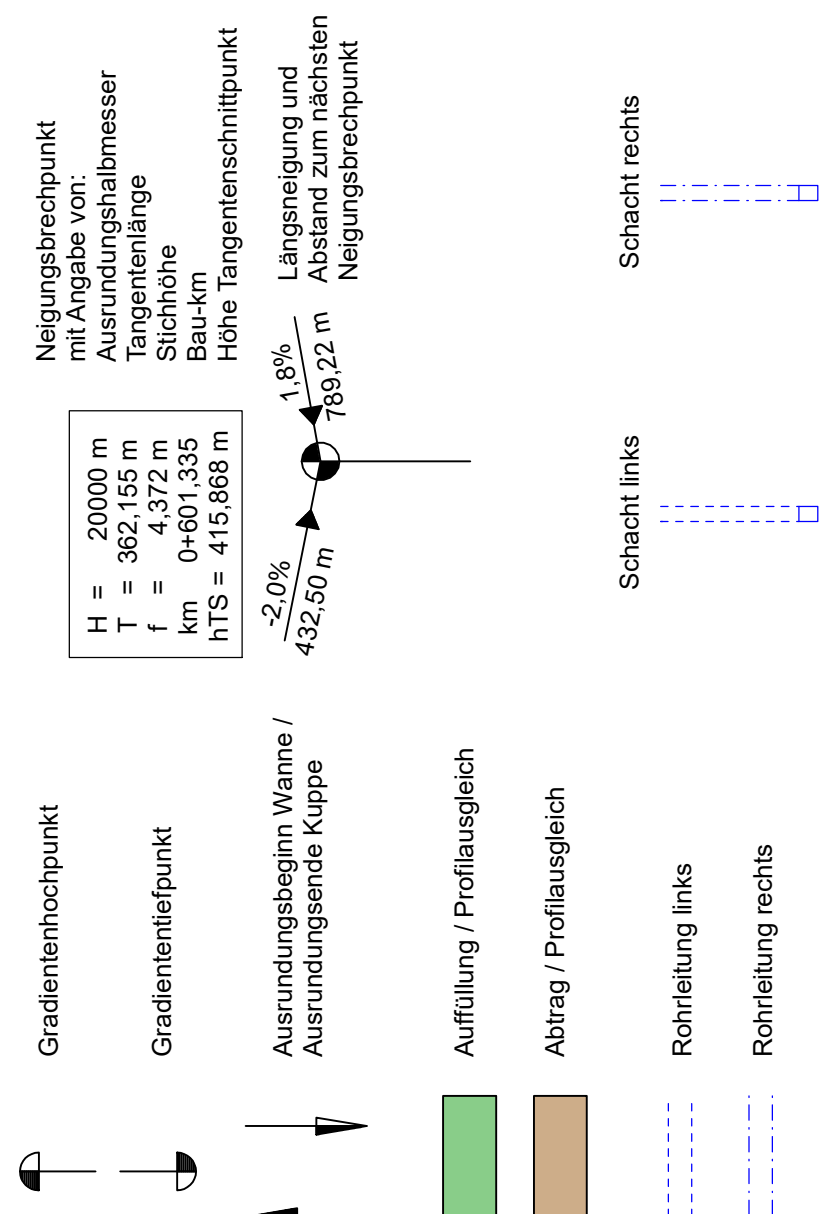 Gradientenhochpunkt
Gradiententiefpunkt
Ausrundungsbeginn Wanne /
Ausrundungsende Kuppe
Auffüllung / Profilausgleich
Abtrag / Profilausgleich
Rohrleitung links
Rohrleitung rechts
H = 20000 m
T = 362,155 m
f = 4,372 m
km 0+601,335
hTS = 415,868 m
Neigungsbrechpunkt
mit Angabe von:
Ausrundungshalbmesser
Tangentenlänge
Stichhöhe
Bau-km
Höhe Tangentenschnittpunkt
-2,0%
432,50 m
1,8%
789,22 m
Längsneigung und
Abstand zum nächsten
Neigungsbrechpunkt
Schacht links
Schacht rechts